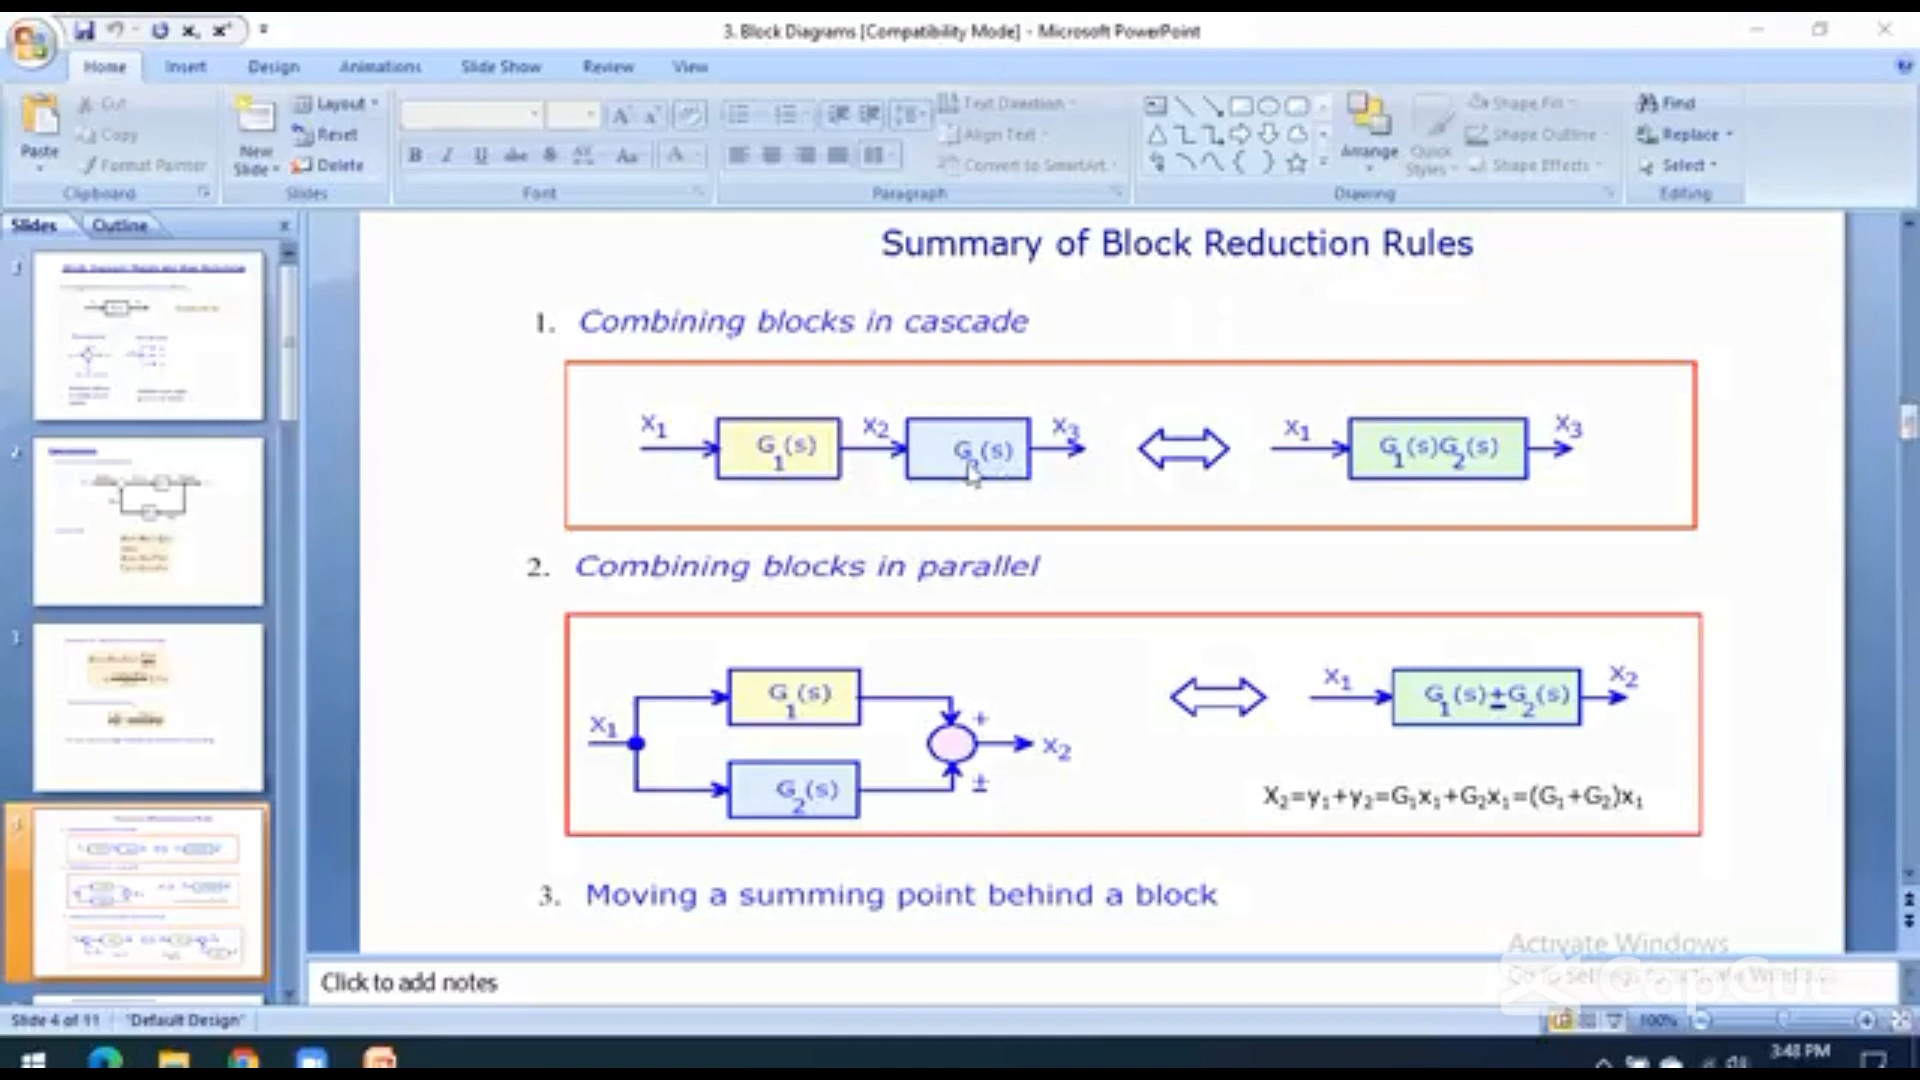 3. Block Diagrams [Compatibility Mode] - Microsoft PowerPoint
Home Insert Design Animations Slide Show Review View
Paste
Cut
Copy
Format Painter
Clipboard
New Slide
Layout
Reset
Delete
Slides
Font
Text Direction
Align Text
Convert to SmartArt
Paragraph
Arrange
Quick Styles
Shape Fill
Shape Outline
Shape Effects
Drawing
Find
Replace
Select
Editing
Slides Outline
Summary of Block Reduction Rules
1. Combining blocks in cascade
X₁ G₁(s) X₂ G₂(s) X₃ X₁ G₁(s)G₂(s) X₃
2. Combining blocks in parallel
X₁ G₁(s) G₂(s) + ± X₂
X₁ G₁(s)±G₂(s) X₂
X₂=y₁+y₂=G₁x₁+G₂x₁=(G₁+G₂)x₁
3. Moving a summing point behind a block
Activate Windows
CapCut
Click to add notes
Slide 4 of 11 "Default Design" 100%
3:48 PM